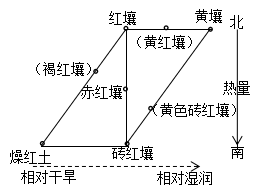 红壤 黄壤 北
（黄红壤）
（褐红壤） 热量
赤红壤
（黄色砖红壤）
燥红土 砖红壤 南
相对干旱 相对湿润